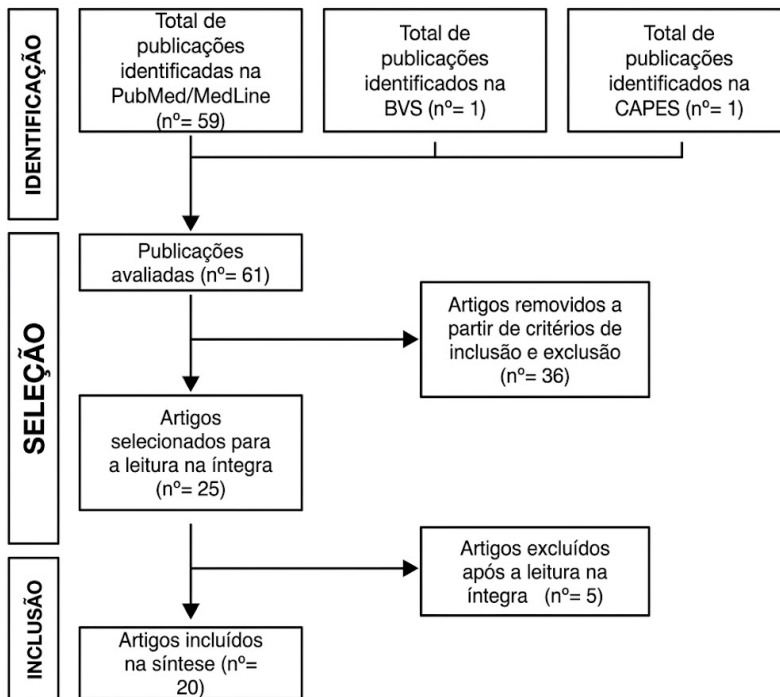 IDENTIFICAÇÃO
Total de
publicações
identificadas na
PubMed/MedLine
(nº= 59)
Total de
publicações
identificados na
BVS (nº= 1)
Total de
publicações
identificados na
CAPES (nº= 1)
SELEÇÃO
Publicações
avaliadas (nº= 61)
Artigos removidos a
partir de critérios de
inclusão e exclusão
(nº= 36)
Artigos
selecionados para
a leitura na íntegra
(nº= 25)
INCLUSÃO
Artigos excluídos
após a leitura na
íntegra (nº= 5)
Artigos incluídos
na síntese (nº=
20)